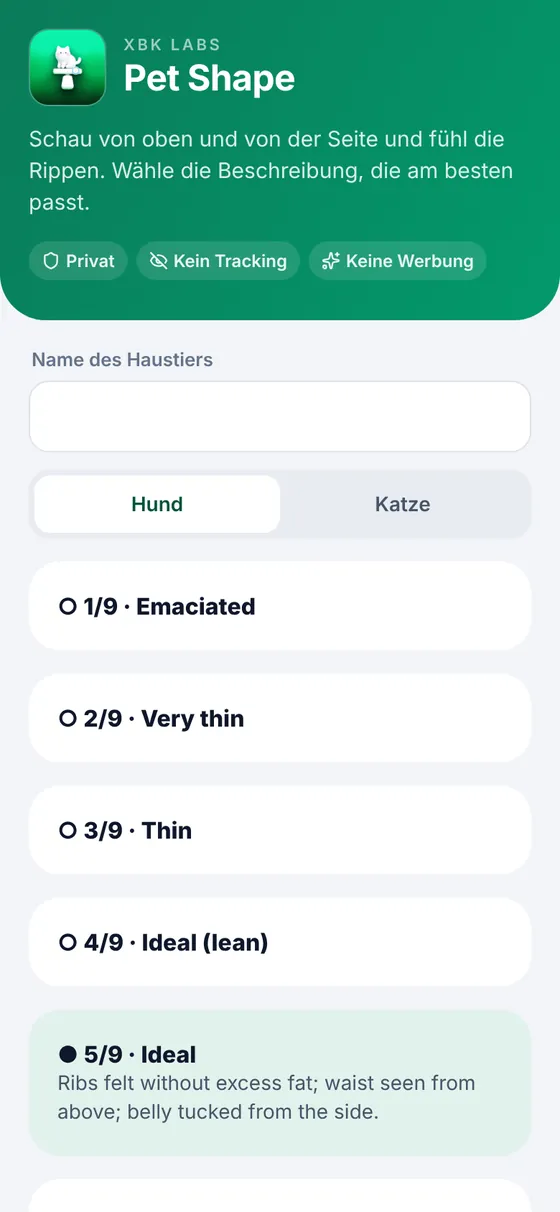 XBK LABS
Pet Shape
Schau von oben und von der Seite und fühl die
Rippen. Wähle die Beschreibung, die am besten
passt.
Privat
Kein Tracking
Keine Werbung
Name des Haustiers
Hund
Katze
1/9 · Emaciated
2/9 · Very thin
3/9 · Thin
4/9 · Ideal (lean)
5/9 · Ideal
Ribs felt without excess fat; waist seen from
above; belly tucked from the side.